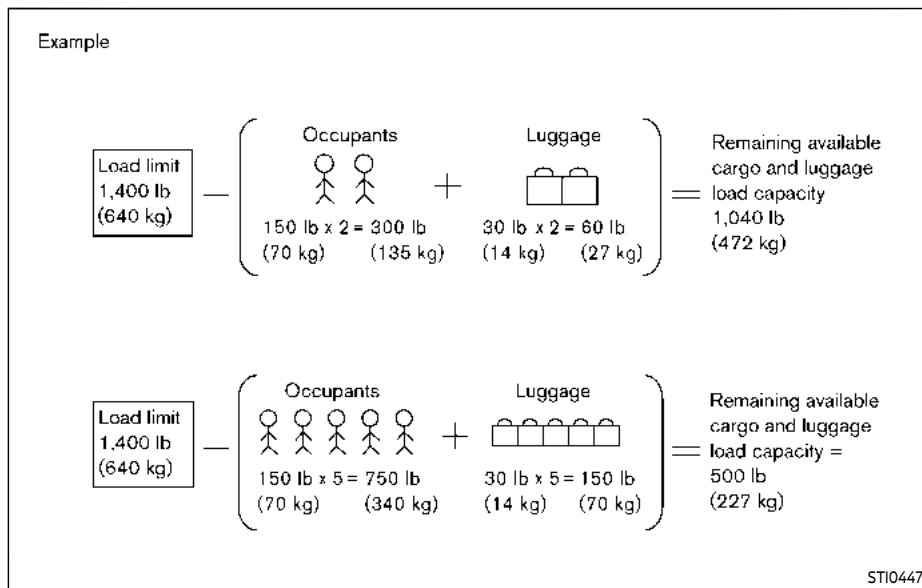 Example
Occupants
Luggage
Load limit
1,400 lb
(640 kg)
150 lb x 2 = 300 lb
(70 kg) (135 kg)
30 lb x 2 = 60 lb
(14 kg) (27 kg)
Remaining available
cargo and luggage
load capacity
1,040 lb
(472 kg)
Occupants
Luggage
Load limit
1,400 lb
(640 kg)
150 lb x 5 = 750 lb
(70 kg) (340 kg)
30 lb x 5 = 150 lb
(14 kg) (70 kg)
Remaining available
cargo and luggage
load capacity =
500 lb
(227 kg)
STI0447